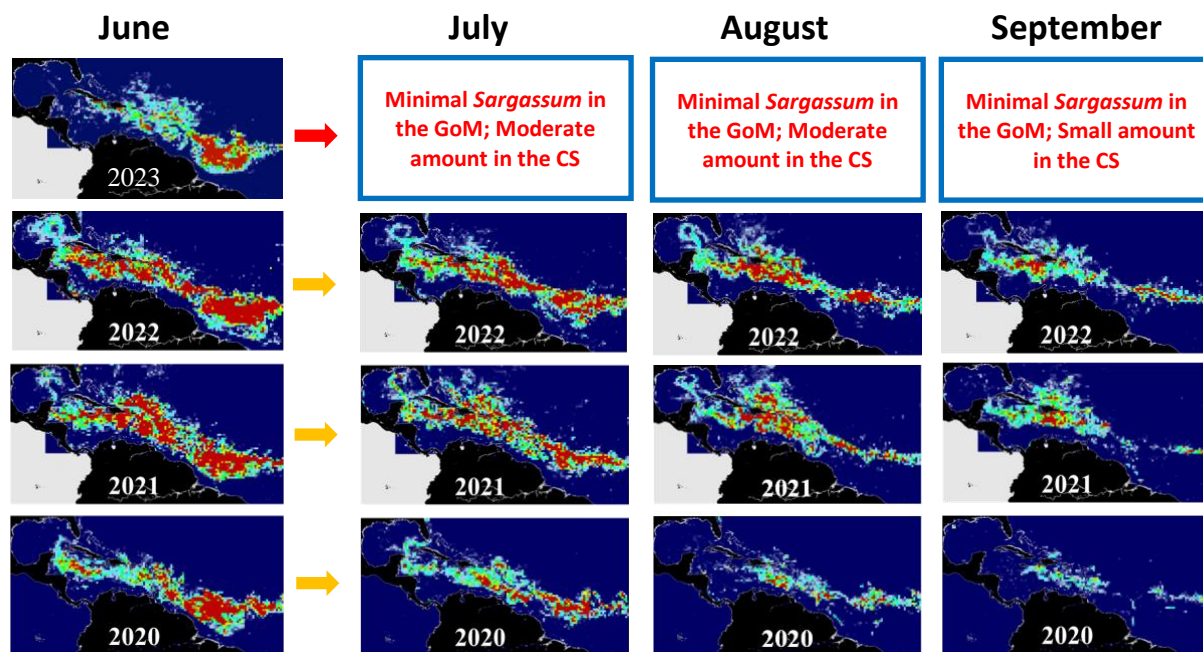 June
July
August
September
2023
Minimal Sargassum in
the GoM; Moderate
amount in the CS
Minimal Sargassum in
the GoM; Moderate
amount in the CS
Minimal Sargassum in
the GoM; Small amount
in the CS
2022
2022
2022
2022
2021
2021
2021
2021
2020
2020
2020
2020